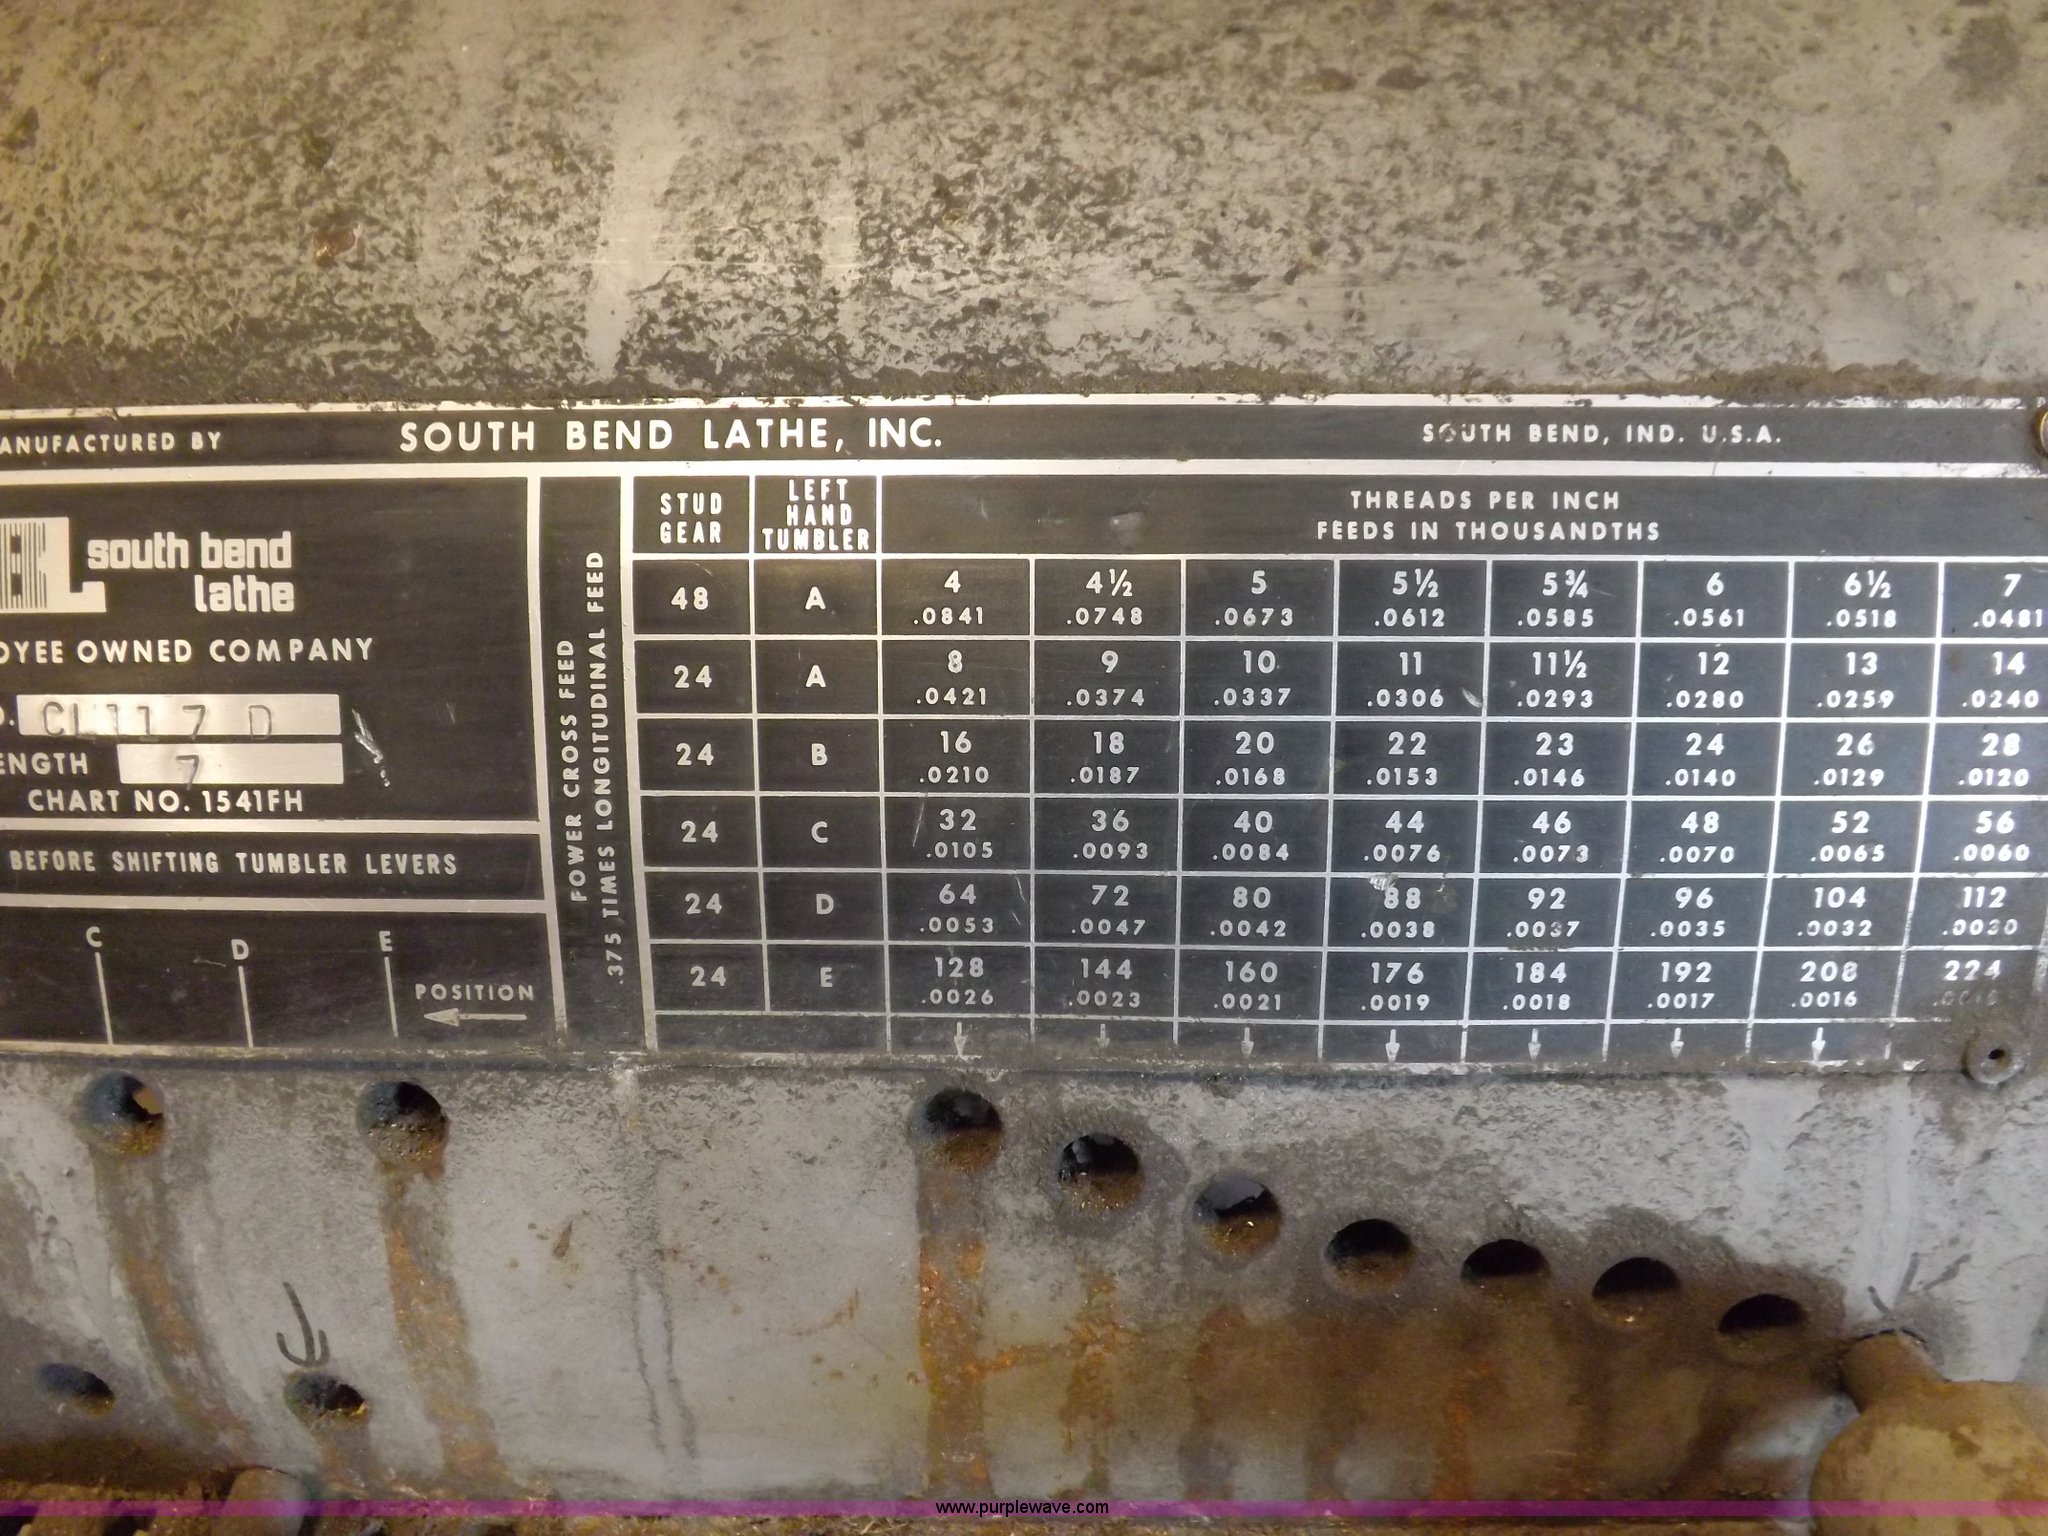 MANUFACTURED BY SOUTH BEND LATHE, INC. SOUTH BEND, IND. U.S.A.
south bend
lathe
OWNED COMPANY
CL117 D
7
CHART NO. 1541FH
BEFORE SHIFTING TUMBLER LEVERS
C D E
POSITION
POWER CROSS FEED
.375 TIMES LONGITUDINAL FEED
STUD GEAR
LEFT HAND TUMBLER
THREADS PER INCH
FEEDS IN THOUSANDTHS
48 A 4 4½ 5 5½ 5¾ 6 6½ 7
.0841 .0748 .0673 .0612 .0585 .0561 .0518 .0481
24 A 8 9 10 11 11½ 12 13 14
.0421 .0374 .0337 .0306 .0293 .0280 .0259 .0240
24 B 16 18 20 22 23 24 26 28
.0210 .0187 .0168 .0153 .0146 .0140 .0129 .0120
24 C 32 36 40 44 46 48 52 56
.0105 .0093 .0084 .0076 .0073 .0070 .0065 .0060
24 D 64 72 80 88 92 96 104 112
.0053 .0047 .0042 .0038 .0037 .0035 .0032 .0030
24 E 128 144 160 176 184 192 208 224
.0026 .0023 .0021 .0019 .0018 .0017 .0016
www.purplewave.com